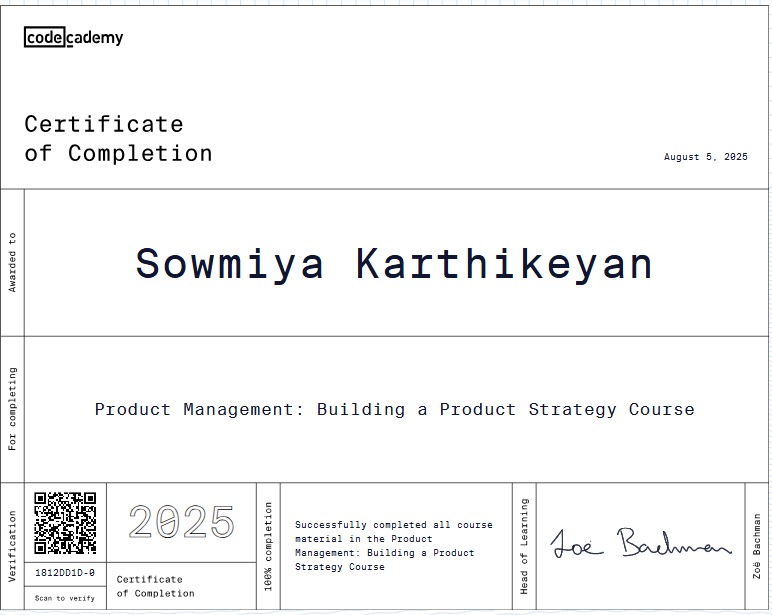 codecademy
Certificate
of Completion
August 5, 2025
Awarded to
Sowmiya Karthikeyan
For completing
Product Management: Building a Product Strategy Course
Verification
1812DD1D-0
Scan to verify
2025
Certificate
of Completion
100% completion
Successfully completed all course
material in the Product
Management: Building a Product
Strategy Course
Head of Learning
Zoë Bachman
Zoë Bachman